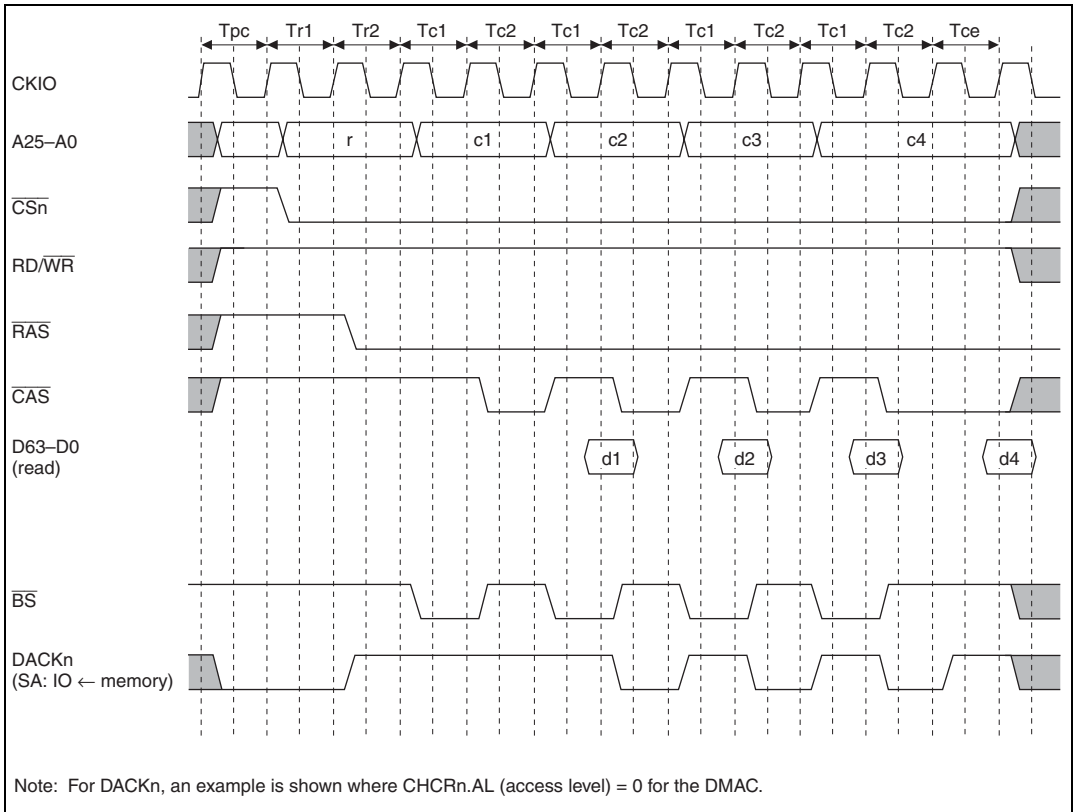 Tpc Tr1 Tr2 Tc1 Tc2 Tc1 Tc2 Tc1 Tc2 Tc1 Tc2 Tce
CKIO
A25–A0 r c1 c2 c3 c4
CSn
RD/WR
RAS
CAS
D63–D0 d1 d2 d3 d4
(read)
BS
DACKn
(SA: IO ← memory)
Note: For DACKn, an example is shown where CHCRn.AL (access level) = 0 for the DMAC.